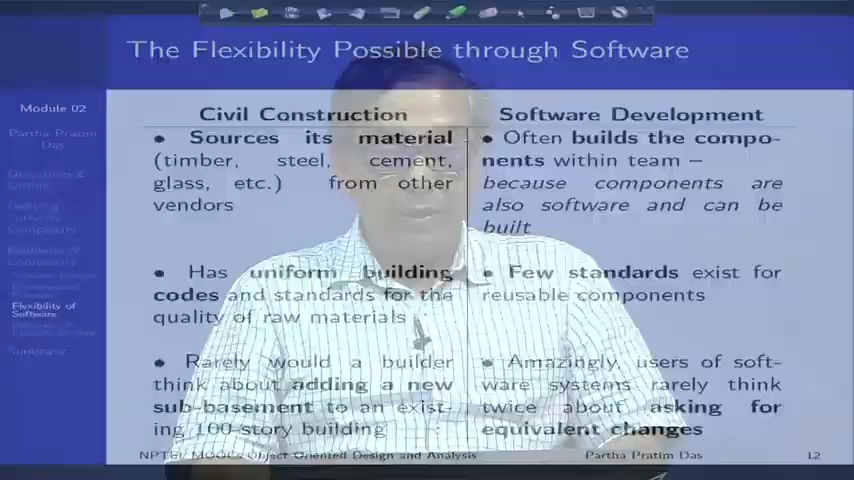 The Flexibility Possible through Software
Module 02
Partha Pratim
Das
Flexibility of
Software
Summary
Civil Construction
• Sources its material
(timber, steel, cement,
glass, etc.) from other
vendors
• Has uniform building
codes and standards for the
quality of raw materials
• Rarely would a builder
think about adding a new
sub-basement to an exist-
ing 100-story building
Software Development
• Often builds the compo-
nents within team –
because components are
also software and can be
built
• Few standards exist for
reusable components
• Amazingly, users of soft-
ware systems rarely think
twice about asking for
equivalent changes
NPTEL MOOCs Object Oriented Design and Analysis
Partha Pratim Das
12